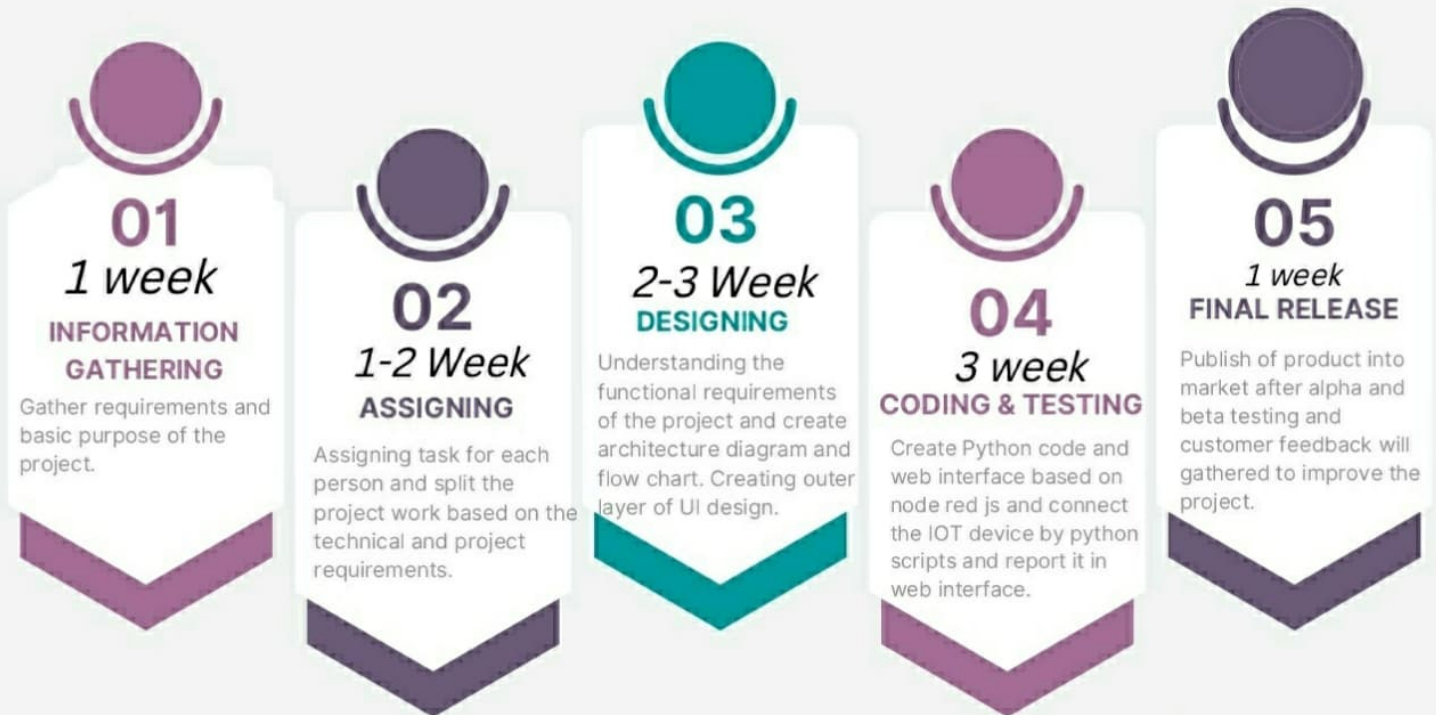 01
1 week
INFORMATION
GATHERING
Gather requirements and
basic purpose of the
project.
02
1-2 Week
ASSIGNING
Assigning task for each
person and split the
project work based on the
technical and project
requirements.
03
2-3 Week
DESIGNING
Understanding the
functional requirements
of the project and create
architecture diagram and
flow chart. Creating outer
layer of UI design.
04
3 week
CODING & TESTING
Create Python code and
web interface based on
node red js and connect
the IOT device by python
scripts and report it in
web interface.
05
1 week
FINAL RELEASE
Publish of product into
market after alpha and
beta testing and
customer feedback will
gathered to improve the
project.